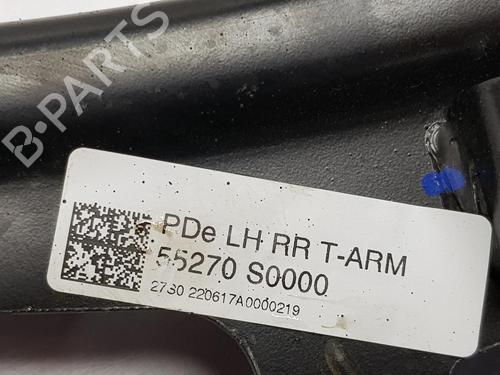 B-PARTS
PDe LH RR T-ARM
55270 S0000
27S0 220617A0000219